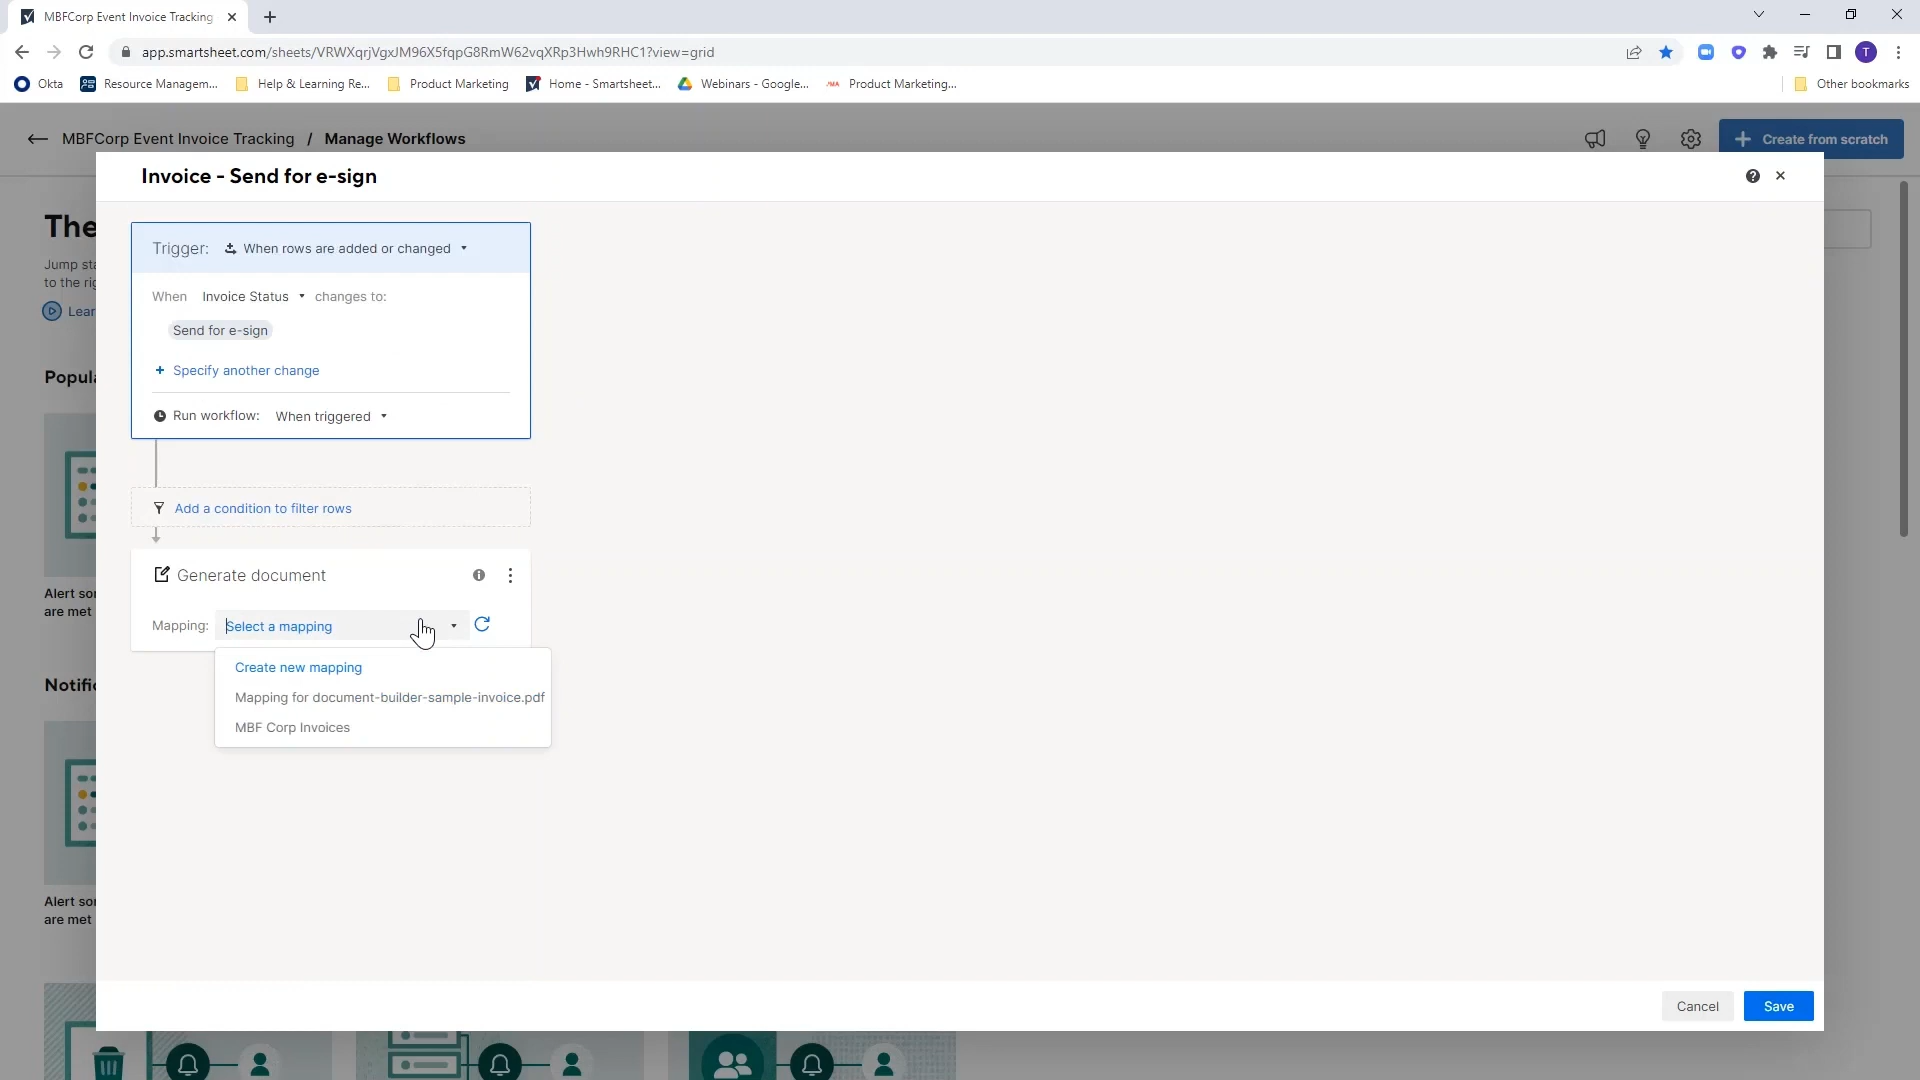 MBFCorp Event Invoice Tracking
app.smartsheet.com/sheets/VRWXqrjVgxJM96X5fqpG8RmW62vqXRp3Hwh9RHC1?view=grid
T
Okta
Resource Managem...
Help & Learning Re...
Product Marketing
Home - Smartsheet...
Webinars - Google...
Product Marketing...
Other bookmarks
MBFCorp Event Invoice Tracking / Manage Workflows
Create from scratch
Invoice - Send for e-sign
The
Jump sta
to the rig
Lear
Trigger: When rows are added or changed
When Invoice Status changes to:
Send for e-sign
+ Specify another change
Run workflow: When triggered
Popula
Add a condition to filter rows
Generate document
Alert so
are met
Mapping: Select a mapping
Create new mapping
Mapping for document-builder-sample-invoice.pdf
MBF Corp Invoices
Notific
Alert so
are met
Cancel
Save